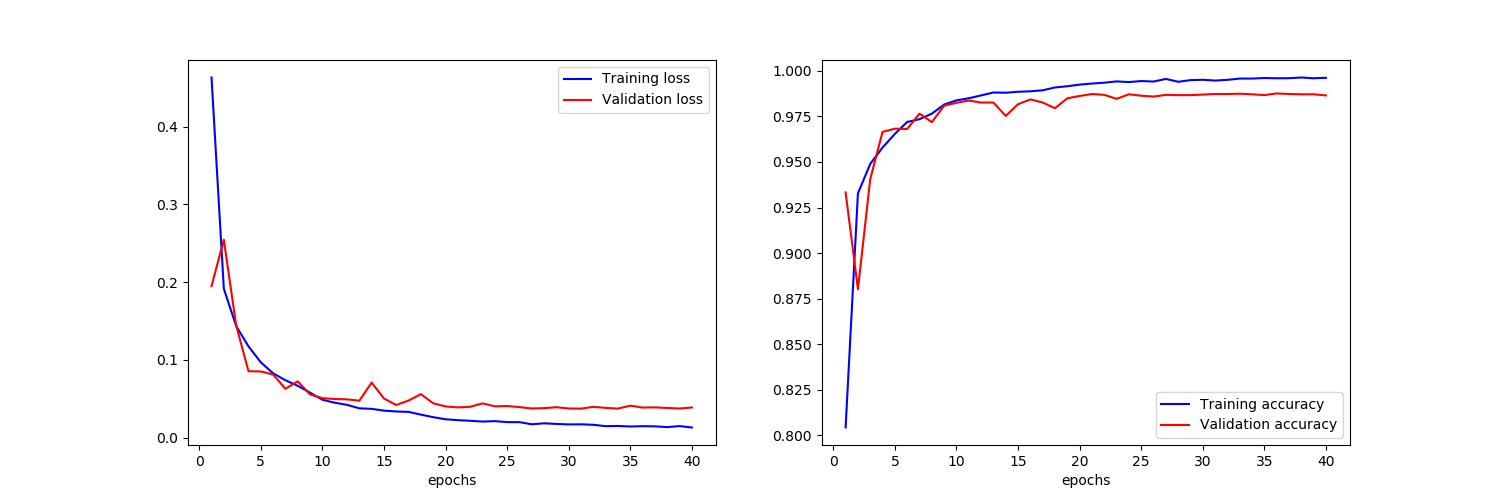 Training loss
Validation loss
0.4
0.3
0.2
0.1
0.0
0 5 10 15 20 25 30 35 40
epochs
1.000
0.975
0.950
0.925
0.900
0.875
0.850
0.825
0.800
Training accuracy
Validation accuracy
0 5 10 15 20 25 30 35 40
epochs